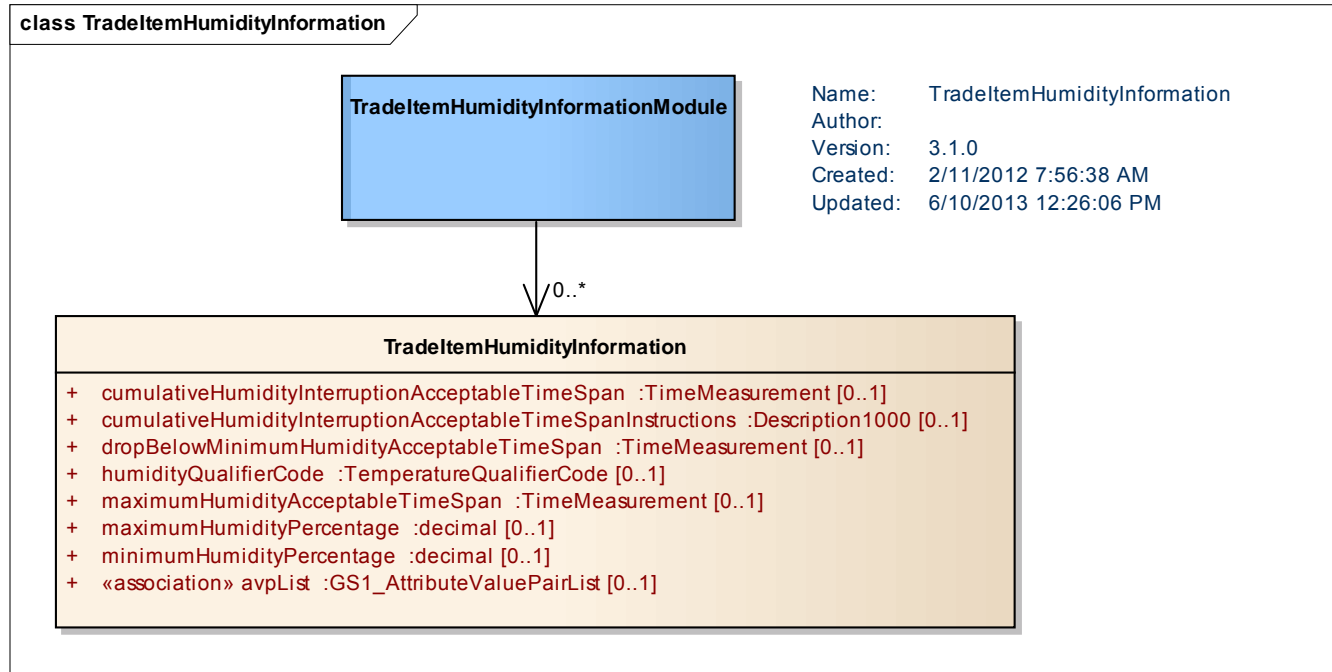 class TradeItemHumidityInformation
TradeItemHumidityInformationModule
Name: TradeItemHumidityInformation
Author:
Version: 3.1.0
Created: 2/11/2012 7:56:38 AM
Updated: 6/10/2013 12:26:06 PM
0..*
TradeItemHumidityInformation
+ cumulativeHumidityInterruptionAcceptableTimeSpan :TimeMeasurement [0..1]
+ cumulativeHumidityInterruptionAcceptableTimeSpanInstructions :Description1000 [0..1]
+ dropBelowMinimumHumidityAcceptableTimeSpan :TimeMeasurement [0..1]
+ humidityQualifierCode :TemperatureQualifierCode [0..1]
+ maximumHumidityAcceptableTimeSpan :TimeMeasurement [0..1]
+ maximumHumidityPercentage :decimal [0..1]
+ minimumHumidityPercentage :decimal [0..1]
+ «association» avpList :GS1_AttributeValuePairList [0..1]